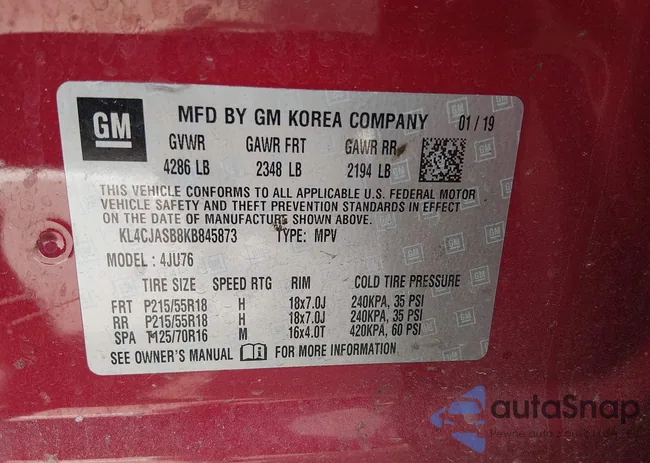 GM
MFD BY GM KOREA COMPANY 01/19
GVWR GAWR FRT GAWR RR
4286 LB 2348 LB 2194 LB
THIS VEHICLE CONFORMS TO ALL APPLICABLE U.S. FEDERAL MOTOR
VEHICLE SAFETY AND THEFT PREVENTION STANDARDS IN EFFECT
ON THE DATE OF MANUFACTURE SHOWN ABOVE.
KL4CJASB8KB845873 TYPE: MPV
MODEL : 4JU76
TIRE SIZE SPEED RTG RIM COLD TIRE PRESSURE
FRT P215/55R18 H 18x7.0J 240KPA, 35 PSI
RR P215/55R18 H 18x7.0J 240KPA, 35 PSI
SPA T125/70R16 M 16x4.0T 420KPA, 60 PSI
SEE OWNER'S MANUAL FOR MORE INFORMATION
autaSnap